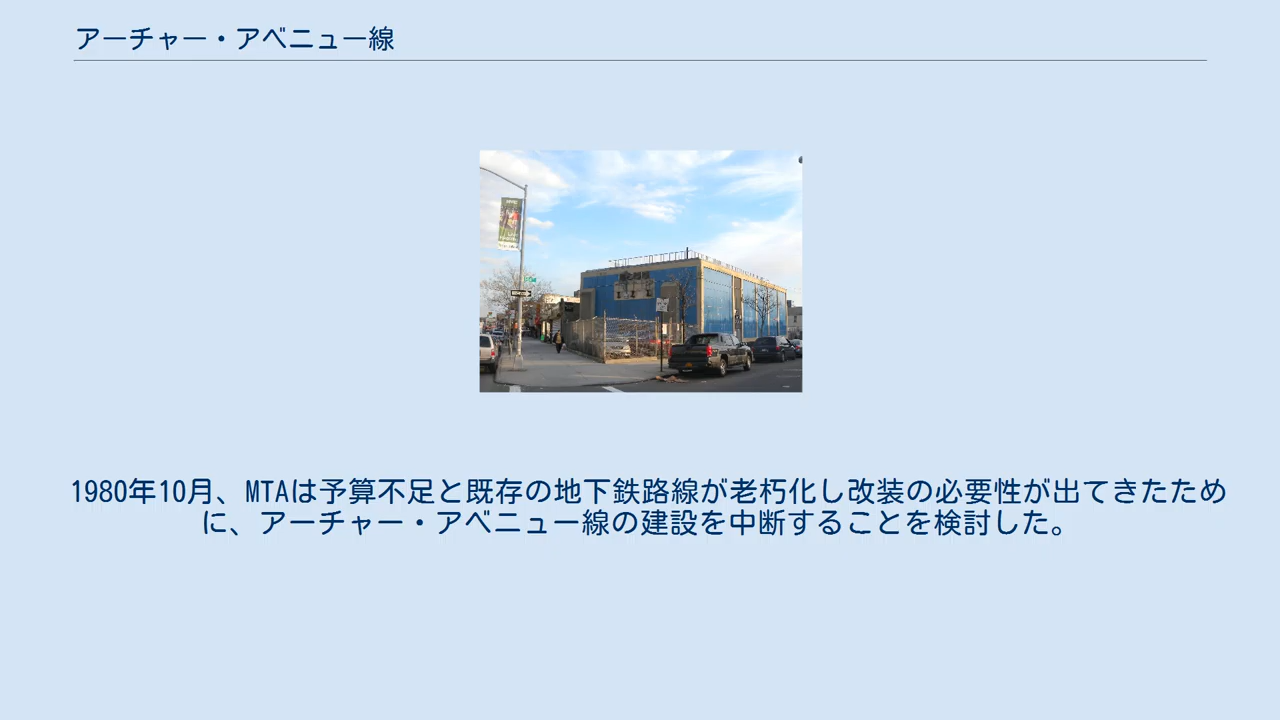 アーチャー・アベニュー線
1980年10月、MTAは予算不足と既存の地下鉄路線が老朽化し改装の必要性が出てきたため
に、アーチャー・アベニュー線の建設を中断することを検討した。